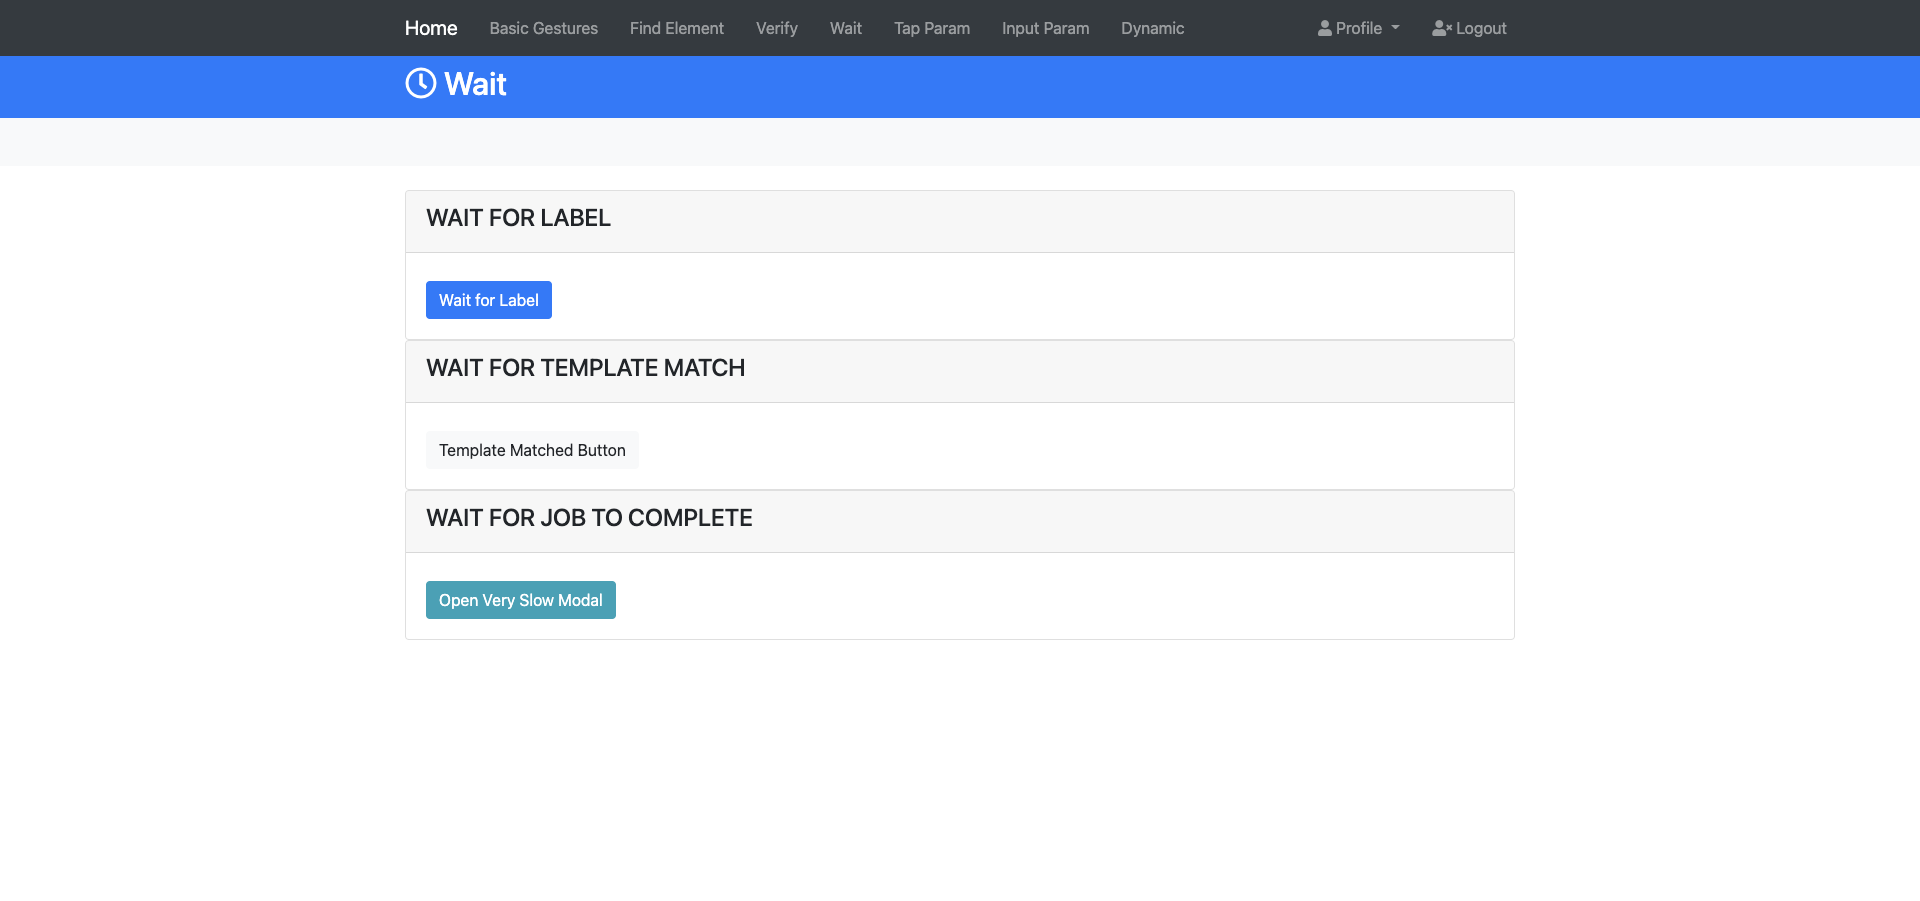 Home Basic Gestures Find Element Verify Wait Tap Param Input Param Dynamic Profile Logout
Wait
WAIT FOR LABEL
Wait for Label
WAIT FOR TEMPLATE MATCH
Template Matched Button
WAIT FOR JOB TO COMPLETE
Open Very Slow Modal